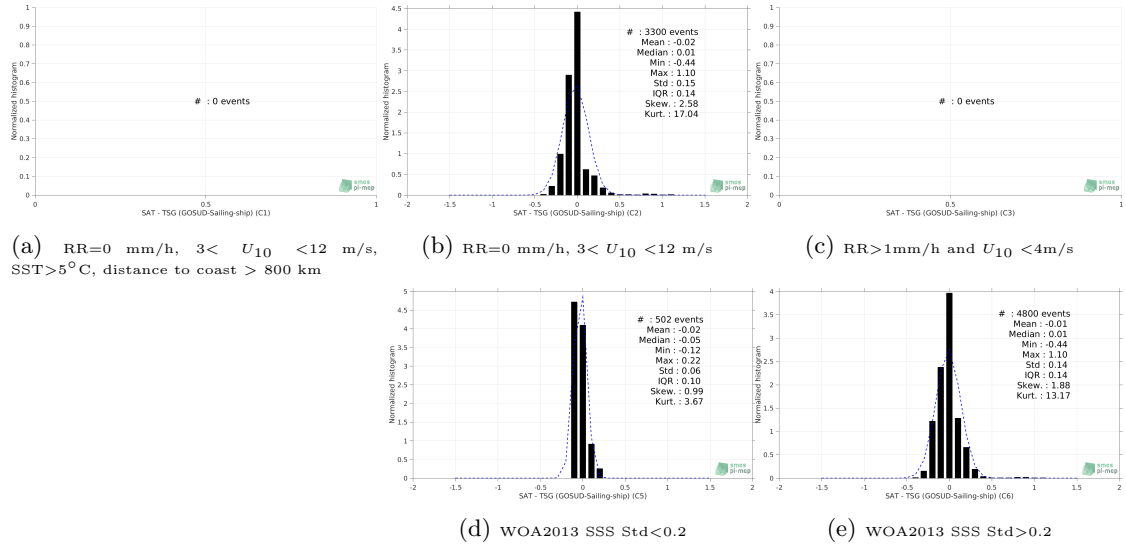 1
0.9
0.8
0.7
0.6
0.5
0.4
0.3
0.2
0.1
0
Normalized histogram
# : 0 events
smos
pi-mep
0 0.5 1
SAT - TSG (GOSUD-Sailing-ship) (C1)
(a) RR=0 mm/h, 3< U10 <12 m/s,
SST>5°C, distance to coast > 800 km
4.5
4
3.5
3
2.5
2
1.5
1
0.5
0
Normalized histogram
# : 3300 events
Mean : -0.02
Median : 0.01
Min : -0.44
Max : 1.10
Std : 0.15
IQR : 0.14
Skew. : 2.58
Kurt. : 17.04
smos
pi-mep
-2 -1.5 -1 -0.5 0 0.5 1 1.5 2
SAT - TSG (GOSUD-Sailing-ship) (C2)
(b) RR=0 mm/h, 3< U10 <12 m/s
1
0.9
0.8
0.7
0.6
0.5
0.4
0.3
0.2
0.1
0
Normalized histogram
# : 0 events
smos
pi-mep
0 0.5 1
SAT - TSG (GOSUD-Sailing-ship) (C3)
(c) RR>1mm/h and U10 <4m/s
5
4.5
4
3.5
3
2.5
2
1.5
1
0.5
0
Normalized histogram
# : 502 events
Mean : -0.02
Median : -0.05
Min : -0.12
Max : 0.22
Std : 0.06
IQR : 0.10
Skew. : 0.99
Kurt. : 3.67
smos
pi-mep
-2 -1.5 -1 -0.5 0 0.5 1 1.5 2
SAT - TSG (GOSUD-Sailing-ship) (C5)
(d) WOA2013 SSS Std<0.2
4
3.5
3
2.5
2
1.5
1
0.5
0
Normalized histogram
# : 4800 events
Mean : -0.01
Median : 0.01
Min : -0.44
Max : 1.10
Std : 0.14
IQR : 0.14
Skew. : 1.88
Kurt. : 13.17
smos
pi-mep
-2 -1.5 -1 -0.5 0 0.5 1 1.5 2
SAT - TSG (GOSUD-Sailing-ship) (C6)
(e) WOA2013 SSS Std>0.2